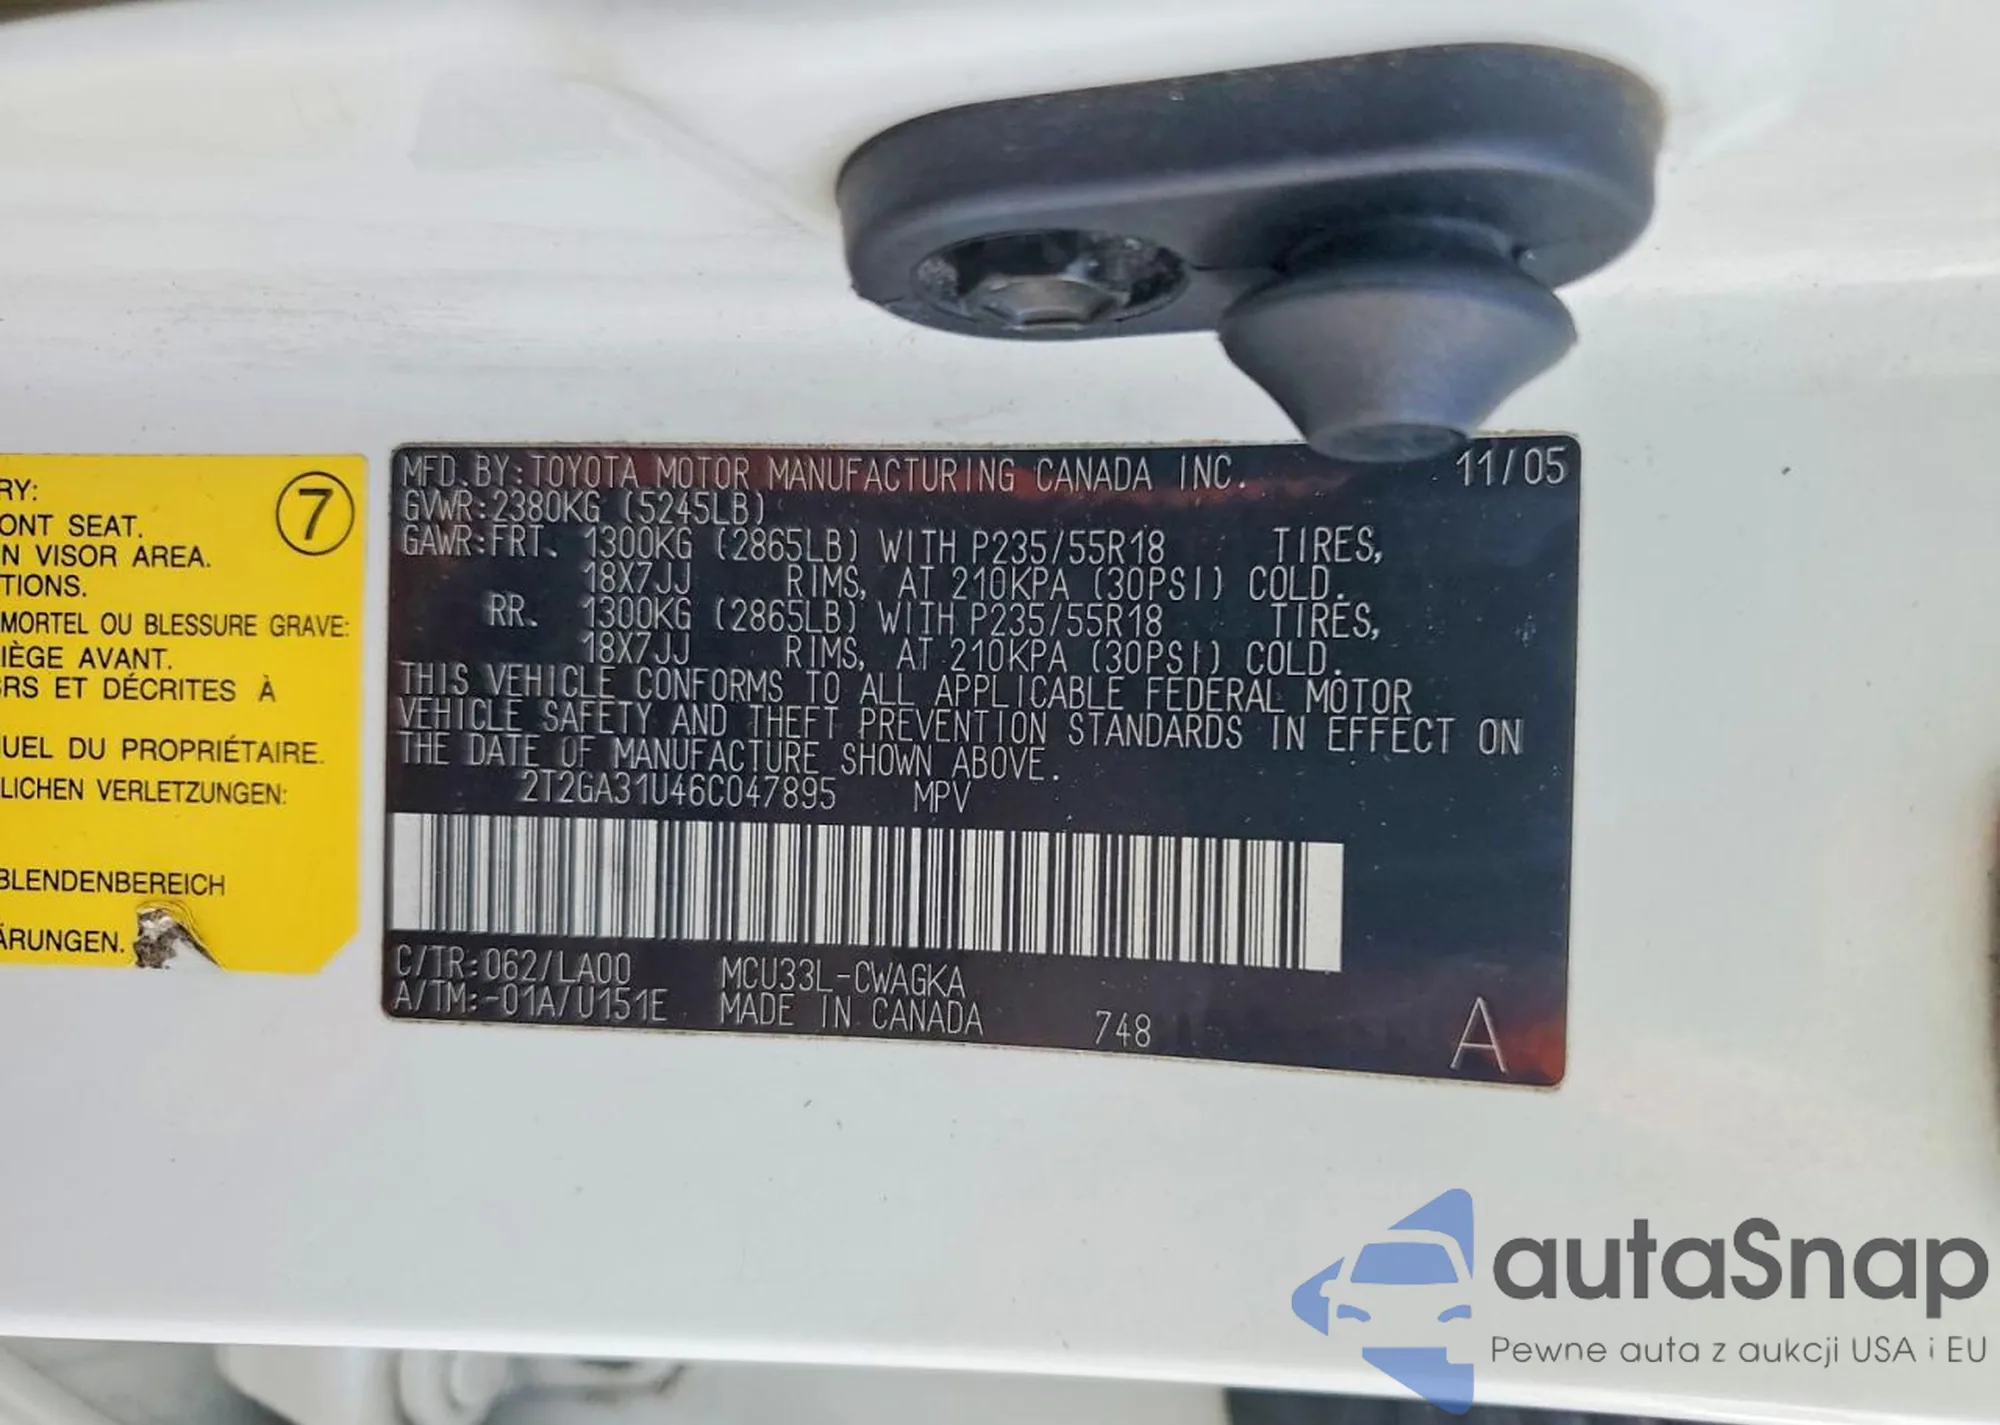 RY:
ONT SEAT.
N VISOR AREA.
TIONS.
MORTEL OU BLESSURE GRAVE:
IÈGE AVANT.
RS ET DÉCRITES À
UEL DU PROPRIÉTAIRE.
LICHEN VERLETZUNGEN:
BLENDENBEREICH
ÄRUNGEN.
7
MFD.BY:TOYOTA MOTOR MANUFACTURING CANADA INC. 11/05
GVWR:2380KG (5245LB)
GAWR:FRT. 1300KG (2865LB) WITH P235/55R18 TIRES,
18X7JJ RIMS, AT 210KPA (30PSI) COLD.
RR. 1300KG (2865LB) WITH P235/55R18 TIRES,
18X7JJ RIMS, AT 210KPA (30PSI) COLD.
THIS VEHICLE CONFORMS TO ALL APPLICABLE FEDERAL MOTOR
VEHICLE SAFETY AND THEFT PREVENTION STANDARDS IN EFFECT ON
THE DATE OF MANUFACTURE SHOWN ABOVE.
2T2GA31U46C047895 MPV
C/TR:062/LA00 MCU33L-CWAGKA
A/TM:-01A/U151E MADE IN CANADA 748 A
autaSnap
Pewne auta z aukcji USA i EU